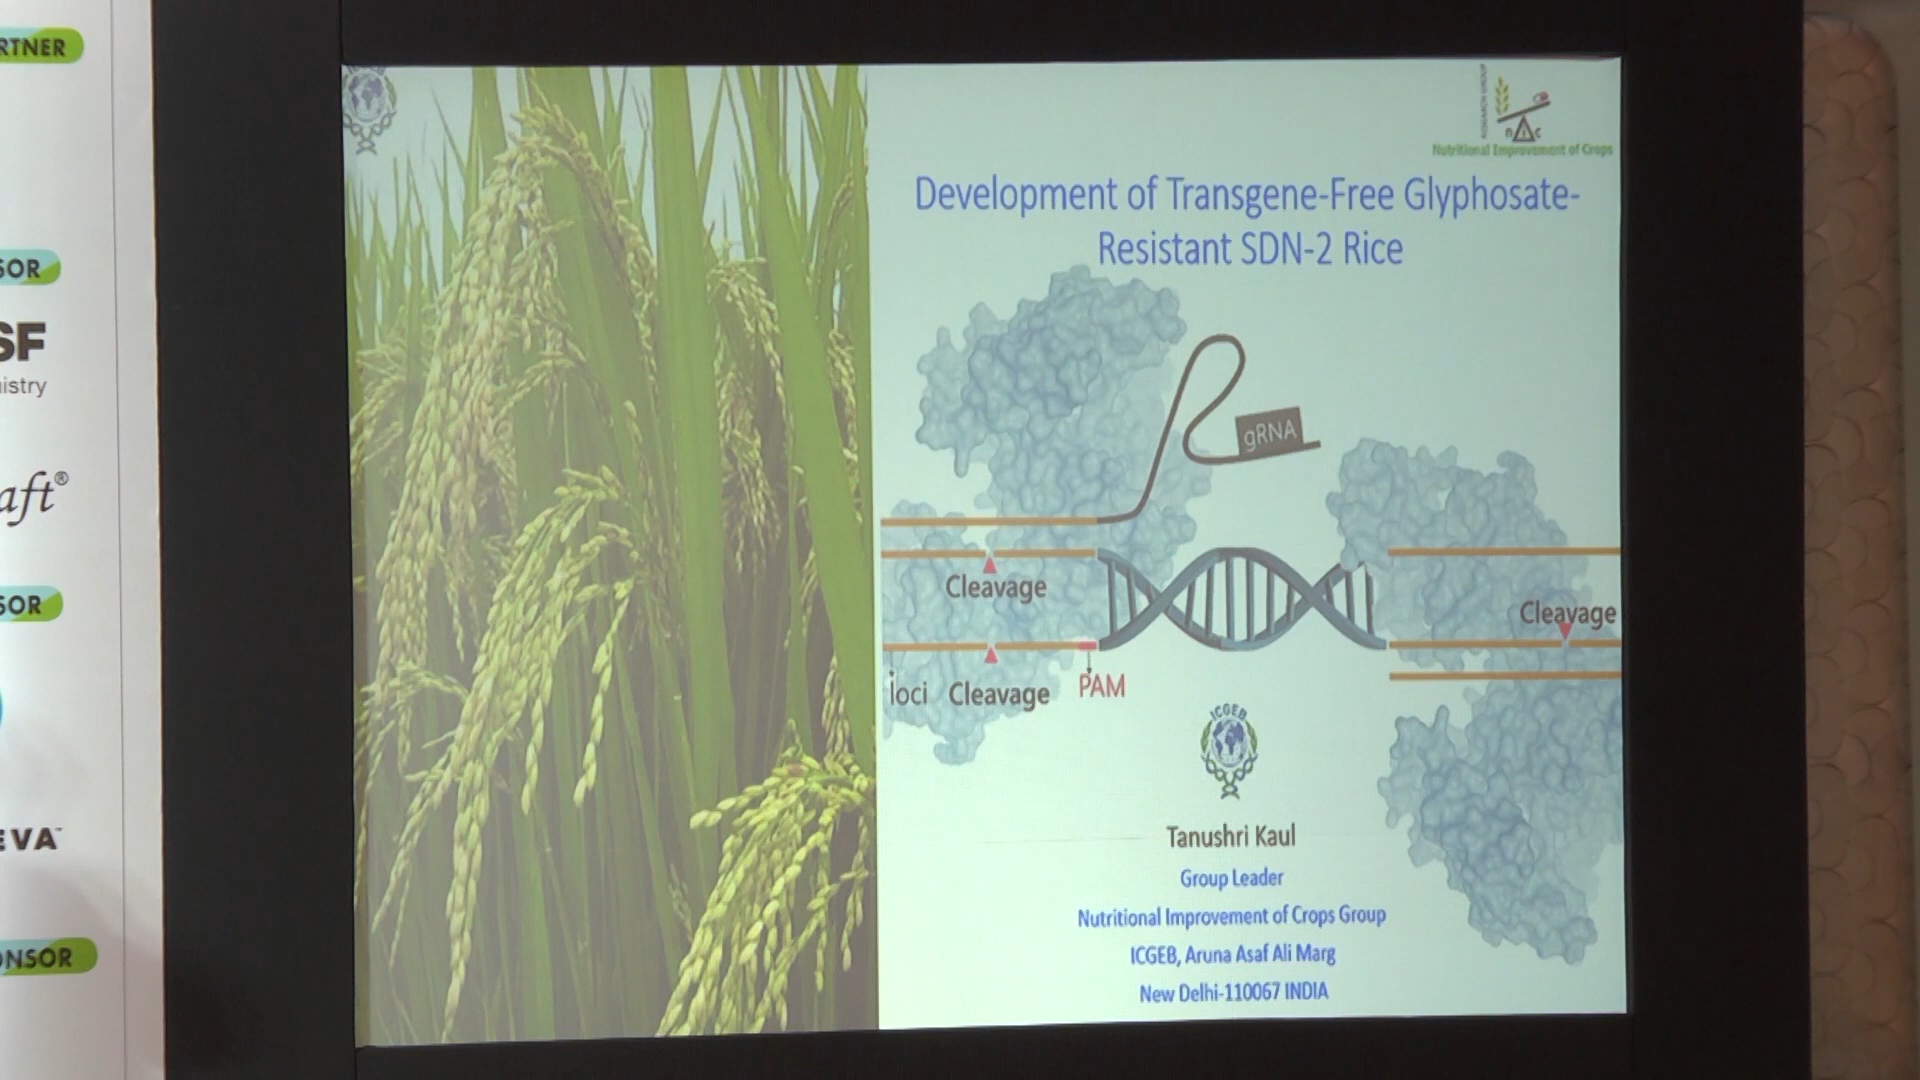 RTNER
SOR
SF
istry
aft®
SOR
EVA
NSOR
RESEARCH GROUP
n i c
Nutritional Improvement of Crops
Development of Transgene-Free Glyphosate-
Resistant SDN-2 Rice
gRNA
Cleavage
Cleavage
loci Cleavage PAM
ICGEB
Tanushri Kaul
Group Leader
Nutritional Improvement of Crops Group
ICGEB, Aruna Asaf Ali Marg
New Delhi-110067 INDIA